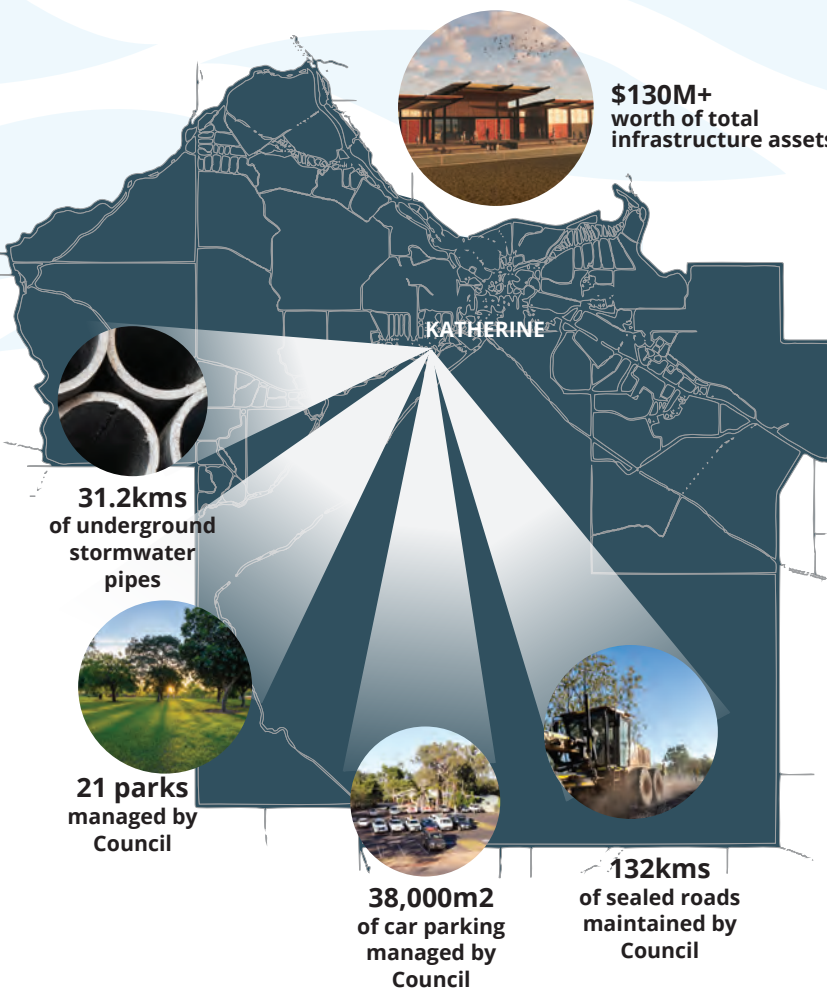 $130M+
worth of total
infrastructure assets
KATHERINE
31.2kms
of underground
stormwater
pipes
21 parks
managed by
Council
38,000m2
of car parking
managed by
Council
132kms
of sealed roads
maintained by
Council